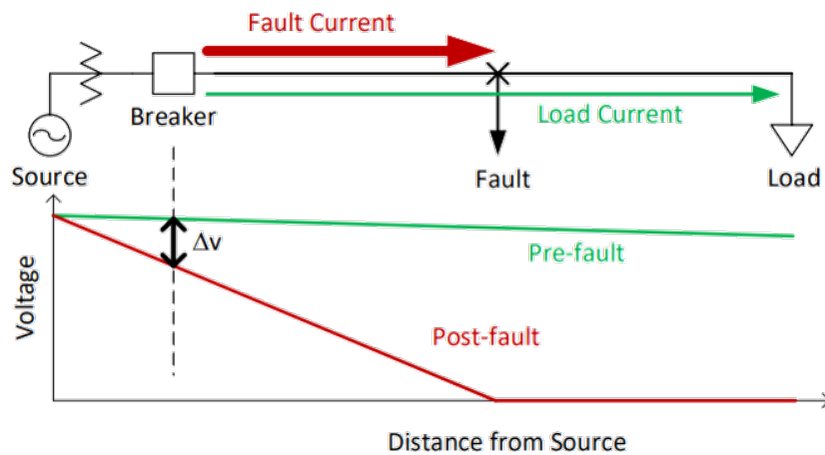 Fault Current
Breaker
Load Current
Source
Fault
Load
Δv
Pre-fault
Voltage
Post-fault
Distance from Source